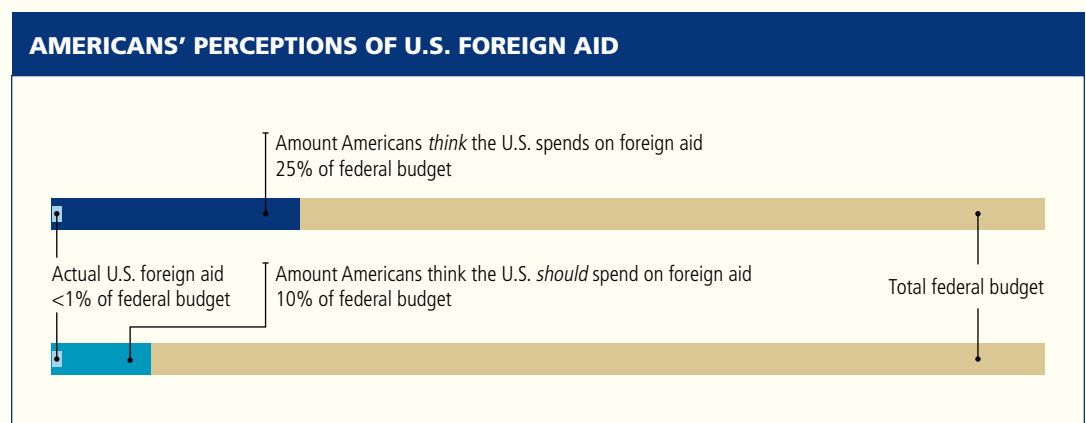 AMERICANS’ PERCEPTIONS OF U.S. FOREIGN AID
Amount Americans think the U.S. spends on foreign aid
25% of federal budget
Actual U.S. foreign aid
<1% of federal budget
Amount Americans think the U.S. should spend on foreign aid
10% of federal budget
Total federal budget